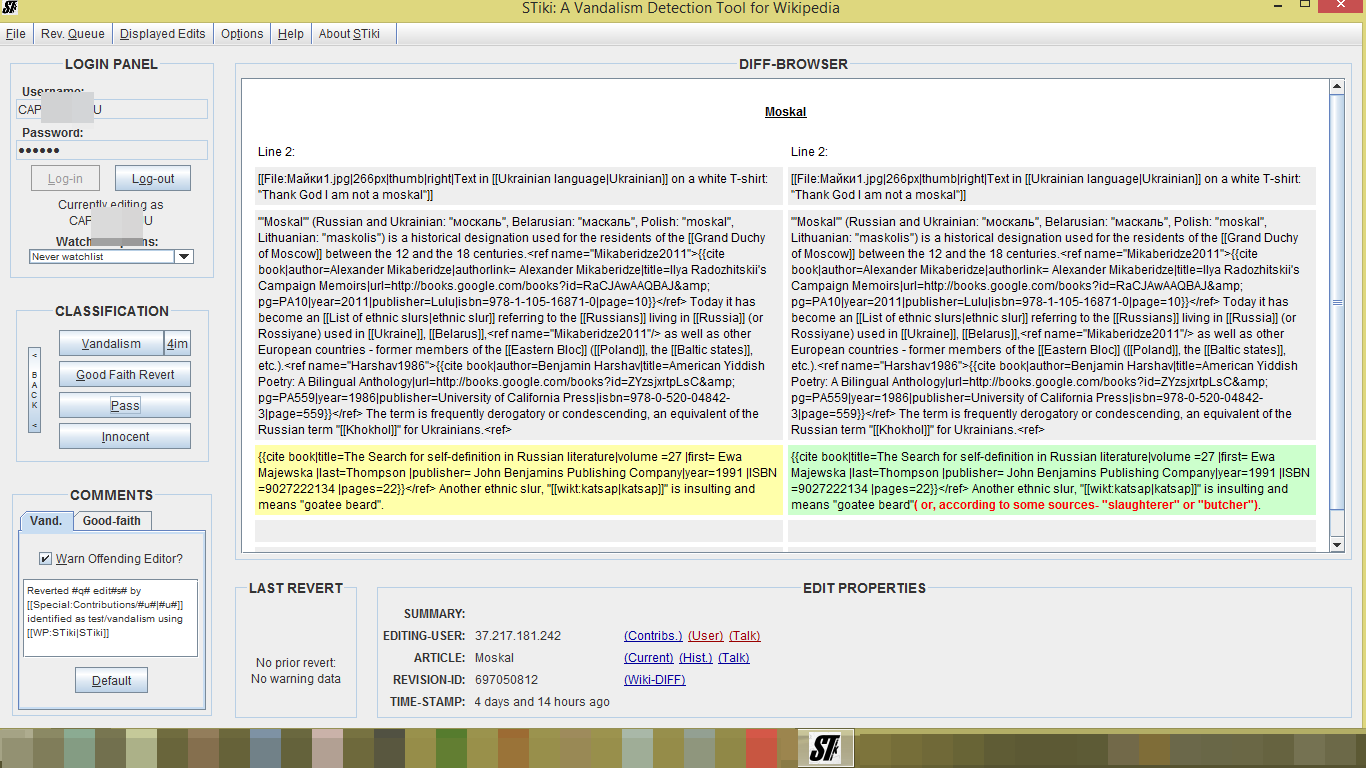 STiki: A Vandalism Detection Tool for Wikipedia
File Rev. Queue Displayed Edits Options Help About STiki
LOGIN PANEL
Username:
CAP U
Password:
••••••
Log-in Log-out
Currently editing as
CAP U
Never watchlist
CLASSIFICATION
< BACK <
Vandalism 4im
Good Faith Revert
Pass
Innocent
COMMENTS
Vand. Good-faith
Warn Offending Editor?
Reverted #q# edit#s# by
[[Special:Contributions/#u#|#u#]]
identified as test/vandalism using
[[WP:STiki|STiki]]
Default
DIFF-BROWSER
Moskal
Line 2:
[[File:Майки1.jpg|266px|thumb|right|Text in [[Ukrainian language|Ukrainian]] on a white T-shirt:
"Thank God I am not a moskal"]]
'''Moskal''' (Russian and Ukrainian: "москаль", Belarusian: "маскаль", Polish: "moskal",
Lithuanian: "maskolis") is a historical designation used for the residents of the [[Grand Duchy
of Moscow]] between the 12 and the 18 centuries.<ref name="Mikaberidze2011">{{cite
book|author=Alexander Mikaberidze|authorlink= Alexander Mikaberidze|title=Ilya Radozhitskii's
Campaign Memoirs|url=http://books.google.com/books?id=RaCJAwAAQBAJ&amp;
pg=PA10|year=2011|publisher=Lulu|isbn=978-1-105-16871-0|page=10}}</ref> Today it has
become an [[List of ethnic slurs|ethnic slur]] referring to the [[Russians]] living in [[Russia]] (or
Rossiyane) used in [[Ukraine]], [[Belarus]],<ref name="Mikaberidze2011"/> as well as other
European countries - former members of the [[Eastern Bloc]] ([[Poland]], the [[Baltic states]],
etc.).<ref name="Harshav1986">{{cite book|author=Benjamin Harshav|title=American Yiddish
Poetry: A Bilingual Anthology|url=http://books.google.com/books?id=ZYzsjxrtpLsC&amp;
pg=PA559|year=1986|publisher=University of California Press|isbn=978-0-520-04842-
3|page=559}}</ref> The term is frequently derogatory or condescending, an equivalent of the
Russian term "[[Khokhol]]" for Ukrainians.<ref>
{{cite book|title=The Search for self-definition in Russian literature|volume =27 |first= Ewa
Majewska |last=Thompson |publisher= John Benjamins Publishing Company|year=1991 |ISBN
=9027222134 |pages=22}}</ref> Another ethnic slur, "[[wikt:katsap|katsap]]" is insulting and
means "goatee beard".
Line 2:
[[File:Майки1.jpg|266px|thumb|right|Text in [[Ukrainian language|Ukrainian]] on a white T-shirt:
"Thank God I am not a moskal"]]
'''Moskal''' (Russian and Ukrainian: "москаль", Belarusian: "маскаль", Polish: "moskal",
Lithuanian: "maskolis") is a historical designation used for the residents of the [[Grand Duchy
of Moscow]] between the 12 and the 18 centuries.<ref name="Mikaberidze2011">{{cite
book|author=Alexander Mikaberidze|authorlink= Alexander Mikaberidze|title=Ilya Radozhitskii's
Campaign Memoirs|url=http://books.google.com/books?id=RaCJAwAAQBAJ&amp;
pg=PA10|year=2011|publisher=Lulu|isbn=978-1-105-16871-0|page=10}}</ref> Today it has
become an [[List of ethnic slurs|ethnic slur]] referring to the [[Russians]] living in [[Russia]] (or
Rossiyane) used in [[Ukraine]], [[Belarus]],<ref name="Mikaberidze2011"/> as well as other
European countries - former members of the [[Eastern Bloc]] ([[Poland]], the [[Baltic states]],
etc.).<ref name="Harshav1986">{{cite book|author=Benjamin Harshav|title=American Yiddish
Poetry: A Bilingual Anthology|url=http://books.google.com/books?id=ZYzsjxrtpLsC&amp;
pg=PA559|year=1986|publisher=University of California Press|isbn=978-0-520-04842-
3|page=559}}</ref> The term is frequently derogatory or condescending, an equivalent of the
Russian term "[[Khokhol]]" for Ukrainians.<ref>
{{cite book|title=The Search for self-definition in Russian literature|volume =27 |first= Ewa
Majewska |last=Thompson |publisher= John Benjamins Publishing Company|year=1991 |ISBN
=9027222134 |pages=22}}</ref> Another ethnic slur, "[[wikt:katsap|katsap]]" is insulting and
means "goatee beard"( or, according to some sources- "slaughterer" or "butcher").
LAST REVERT
No prior revert:
No warning data
EDIT PROPERTIES
SUMMARY:
EDITING-USER: 37.217.181.242 (Contribs.) (User) (Talk)
ARTICLE: Moskal (Current) (Hist.) (Talk)
REVISION-ID: 697050812 (Wiki-DIFF)
TIME-STAMP: 4 days and 14 hours ago